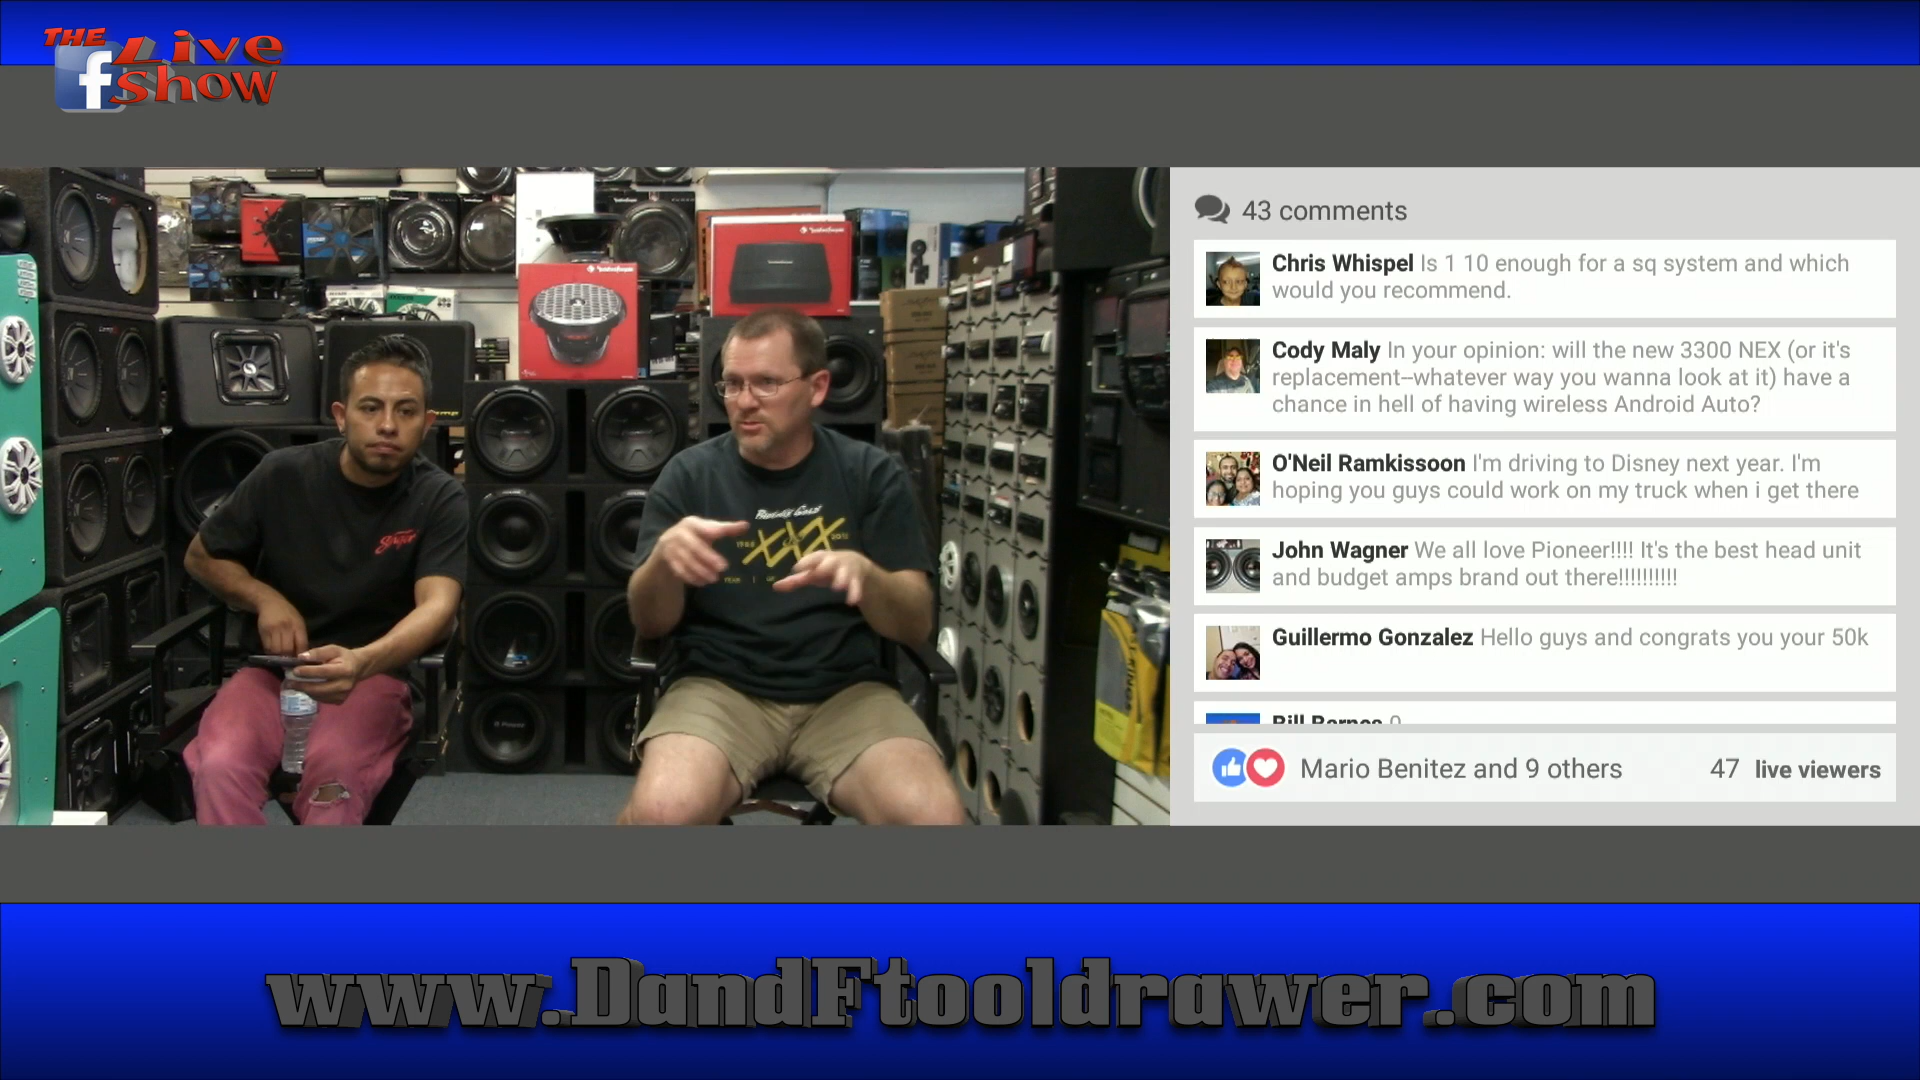 THE
Live
Show
f
43 comments
Chris Whispel Is 1 10 enough for a sq system and which
would you recommend.
Cody Maly In your opinion: will the new 3300 NEX (or it's
replacement--whatever way you wanna look at it) have a
chance in hell of having wireless Android Auto?
O'Neil Ramkissoon I'm driving to Disney next year. I'm
hoping you guys could work on my truck when i get there
John Wagner We all love Pioneer!!!! It's the best head unit
and budget amps brand out there!!!!!!!!!!
Guillermo Gonzalez Hello guys and congrats you your 50k
Mario Benitez and 9 others
47 live viewers
Phoenix Gold
XXX
www.DandFtooldrawer.com